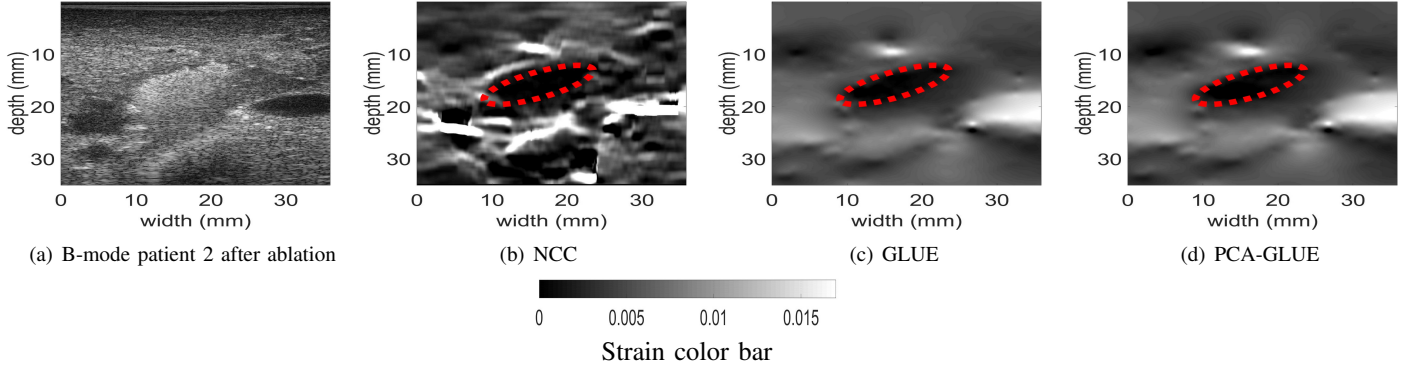 depth (mm)
10
20
30
0
10
20
30
width (mm)
(a) B-mode patient 2 after ablation
depth (mm)
10
20
30
0
10
20
30
width (mm)
(b) NCC
depth (mm)
10
20
30
0
10
20
30
width (mm)
(c) GLUE
depth (mm)
10
20
30
0
10
20
30
width (mm)
(d) PCA-GLUE
0 0.005 0.01 0.015
Strain color bar